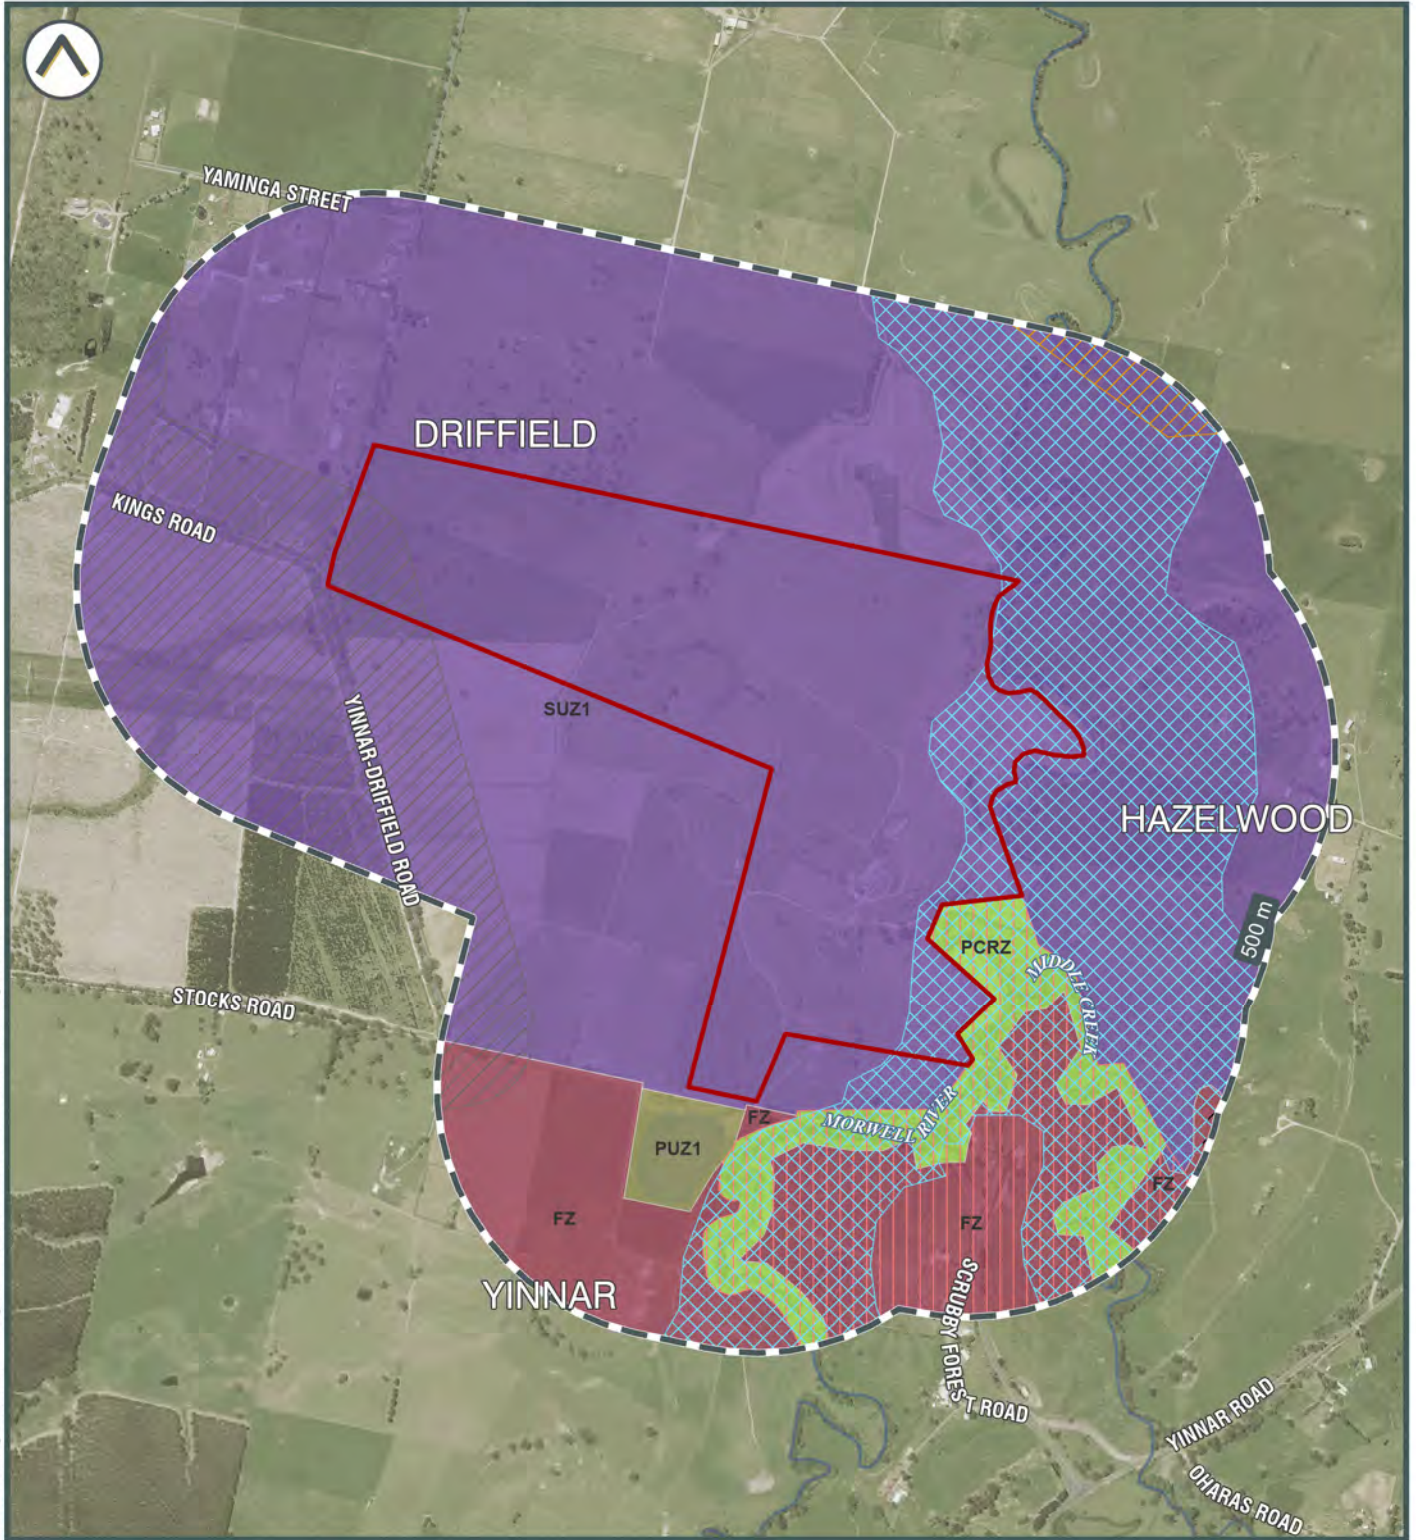 YAMINGA STREET
DRIFFIELD
KINGS ROAD
SUZ1
YINNAR-DRIFFIELD ROAD
HAZELWOOD
500 m
PCRZ
MIDDLE CREEK
STOCKS ROAD
MORWELL RIVER
FZ
PUZ1
FZ
FZ
FZ
YINNAR
SCRUBBY FOREST ROAD
YINNAR ROAD
OHARAS ROAD